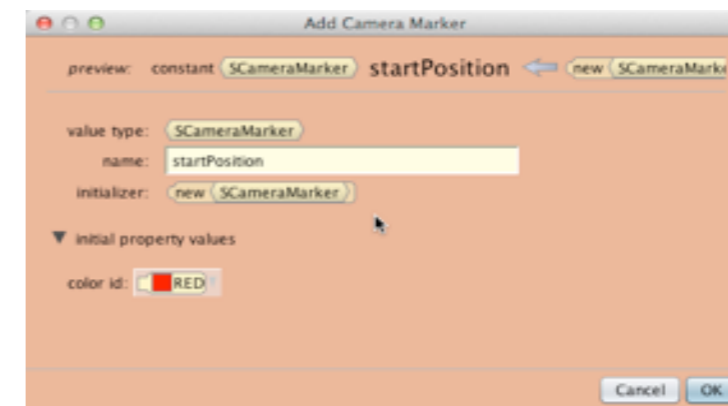 Add Camera Marker
preview: constant SCameraMarker startPosition new SCameraMarke
value type: SCameraMarker
name: startPosition
initializer: new SCameraMarker
initial property values
color id: RED
Cancel OK